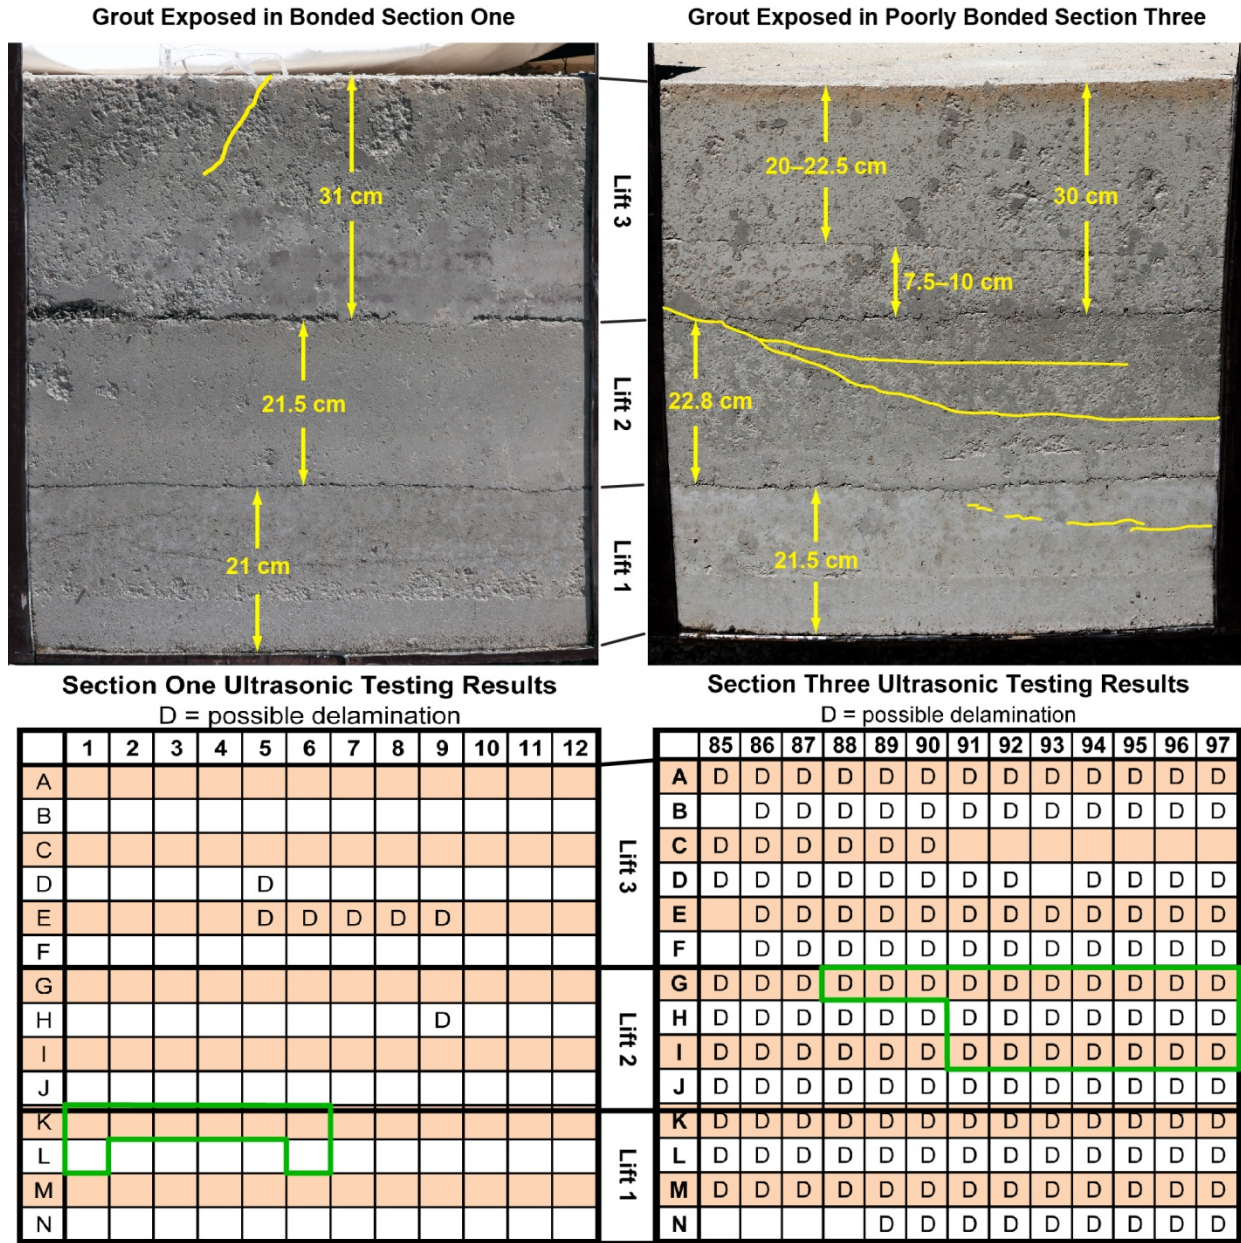 Grout Exposed in Bonded Section One
Grout Exposed in Poorly Bonded Section Three
31 cm
21.5 cm
21 cm
Lift 3
Lift 2
Lift 1
20–22.5 cm
30 cm
7.5–10 cm
22.8 cm
21.5 cm
Section One Ultrasonic Testing Results
D = possible delamination
1 2 3 4 5 6 7 8 9 10 11 12
A
B
C
D D
E D D D D D
F
G
H D
I
J
K
L
M
N
Lift 3
Lift 2
Lift 1
Section Three Ultrasonic Testing Results
D = possible delamination
85 86 87 88 89 90 91 92 93 94 95 96 97
A D D D D D D D D D D D D D
B D D D D D D D D D D D D
C D D D D D D
D D D D D D D D D D D D D
E D D D D D D D D D D D D
F D D D D D D D D D D D D
G D D D D D D D D D D D D D
H D D D D D D D D D D D D D
I D D D D D D D D D D D D D
J D D D D D D D D D D D D D
K D D D D D D D D D D D D D
L D D D D D D D D D D D D D
M D D D D D D D D D D D D D
N D D D D D D D D D